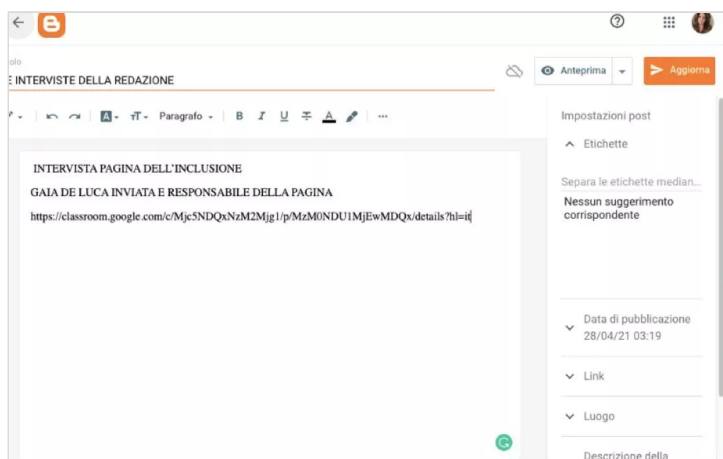 E INTERVISTE DELLA REDAZIONE
Anteprima
Aggiorna
Paragrafo
B I U A
INTERVISTA PAGINA DELL'INCLUSIONE
GAIA DE LUCA INVIATA E RESPONSABILE DELLA PAGINA
https://classroom.google.com/c/Mjc5NDQxNzM2Mjg1/p/MzM0NDU1MjEwMDQx/details?hl=it
Impostazioni post
Etichette
Separa le etichette median...
Nessun suggerimento
corrispondente
Data di pubblicazione
28/04/21 03:19
Link
Luogo
Descrizione della